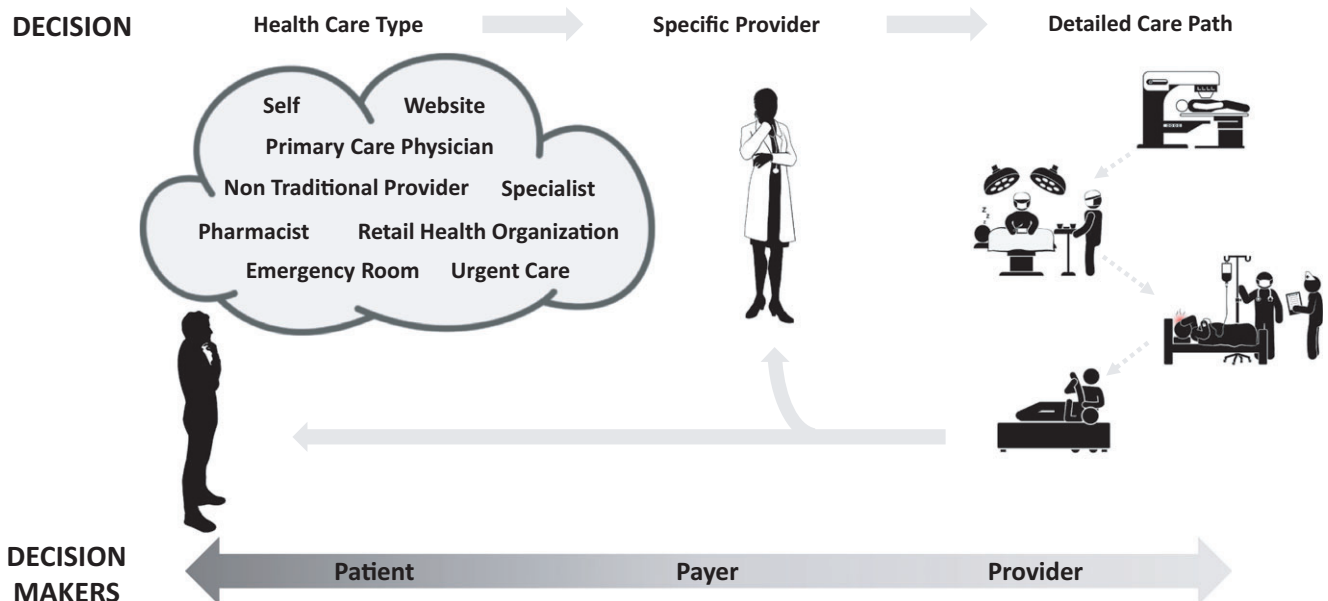 DECISION Health Care Type Specific Provider Detailed Care Path
Self Website
Primary Care Physician
Non Traditional Provider Specialist
Pharmacist Retail Health Organization
Emergency Room Urgent Care
z z z
DECISION
MAKERS
Patient Payer Provider